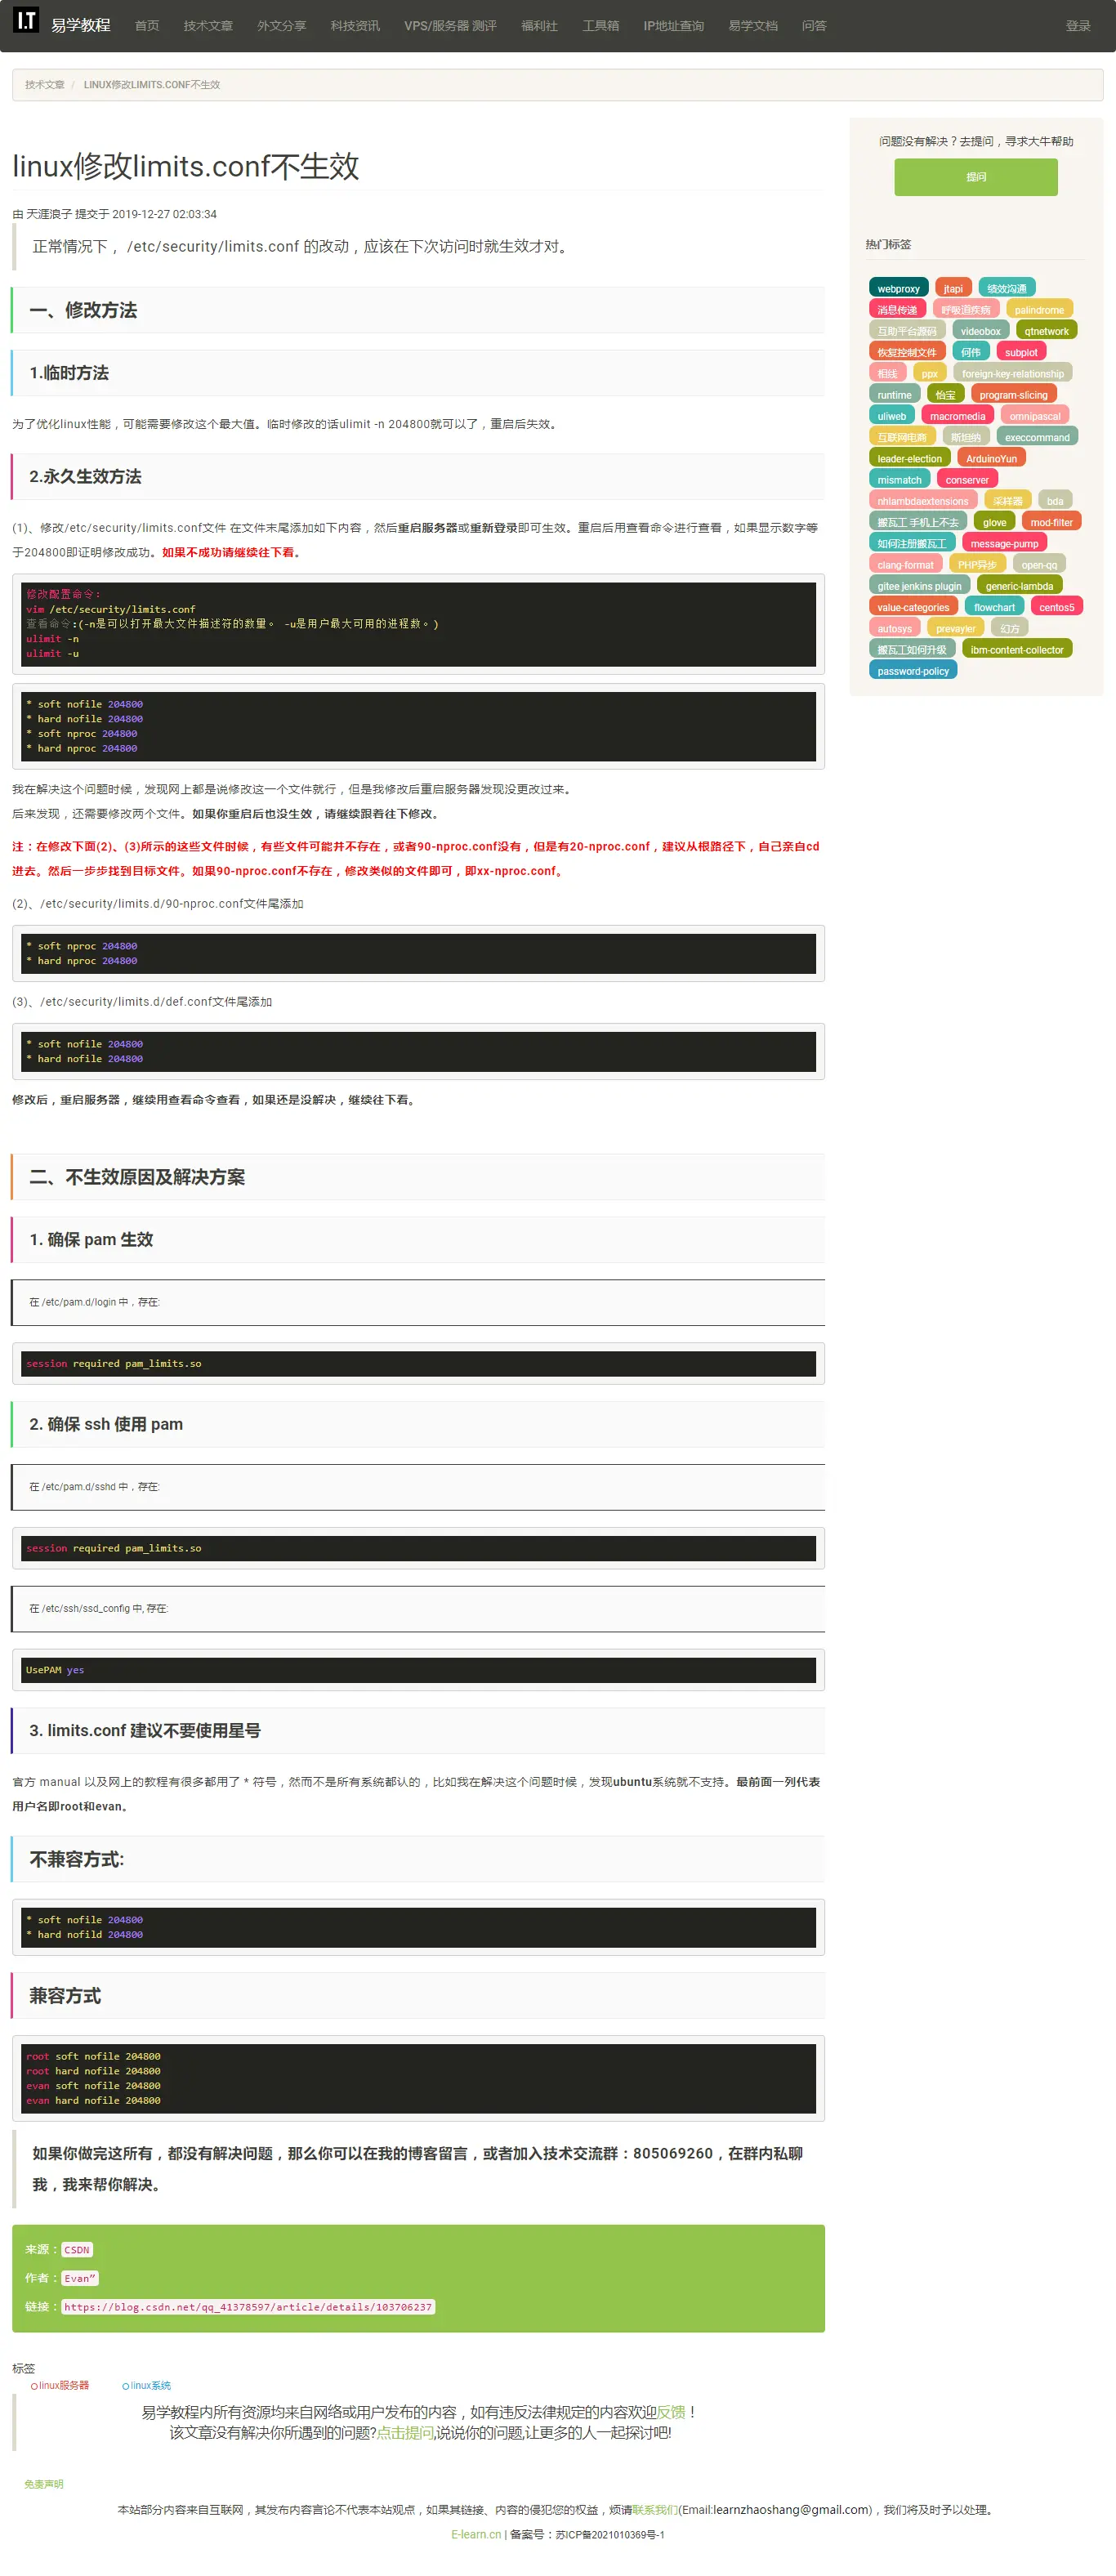 I.T 易学教程 首页 技术文章 外文分享 科技资讯 VPS/服务器 测评 福利社 工具箱 IP地址查询 易学文档 问答 登录
技术文章 / LINUX修改LIMITS.CONF不生效
linux修改limits.conf不生效
由 天涯浪子 提交于 2019-12-27 02:03:34
正常情况下， /etc/security/limits.conf 的改动，应该在下次访问时就生效才对。
一、修改方法
1.临时方法
为了优化linux性能，可能需要修改这个最大值。临时修改的话ulimit -n 204800就可以了，重启后失效。
2.永久生效方法
(1)、修改/etc/security/limits.conf文件 在文件末尾添加如下内容，然后重启服务器或重新登录即可生效。重启后用查看命令进行查看，如果显示数字等
于204800即证明修改成功。如果不成功请继续往下看。
修改配置命令：
vim /etc/security/limits.conf
查看命令:(-n是可以打开最大文件描述符的数量。 -u是用户最大可用的进程数。)
ulimit -n
ulimit -u
* soft nofile 204800
* hard nofile 204800
* soft nproc 204800
* hard nproc 204800
我在解决这个问题时候，发现网上都是说修改这一个文件就行，但是我修改后重启服务器发现没更改过来。
后来发现，还需要修改两个文件。如果你重启后也没生效，请继续跟着往下修改。
注：在修改下面(2)、(3)所示的这些文件时候，有些文件可能并不存在，或者90-nproc.conf没有，但是有20-nproc.conf，建议从根路径下，自己亲自cd
进去。然后一步步找到目标文件。如果90-nproc.conf不存在，修改类似的文件即可，即xx-nproc.conf。
(2)、/etc/security/limits.d/90-nproc.conf文件尾添加
* soft nproc 204800
* hard nproc 204800
(3)、/etc/security/limits.d/def.conf文件尾添加
* soft nofile 204800
* hard nofile 204800
修改后，重启服务器，继续用查看命令查看，如果还是没解决，继续往下看。
二、不生效原因及解决方案
1. 确保 pam 生效
在 /etc/pam.d/login 中，存在:
session required pam_limits.so
2. 确保 ssh 使用 pam
在 /etc/pam.d/sshd 中，存在:
session required pam_limits.so
在 /etc/ssh/ssd_config 中, 存在:
UsePAM yes
3. limits.conf 建议不要使用星号
官方 manual 以及网上的教程有很多都用了 * 符号，然而不是所有系统都认的，比如我在解决这个问题时候，发现ubuntu系统就不支持。最前面一列代表
用户名即root和evan。
不兼容方式:
* soft nofile 204800
* hard nofild 204800
兼容方式
root soft nofile 204800
root hard nofile 204800
evan soft nofile 204800
evan hard nofile 204800
如果你做完这所有，都没有解决问题，那么你可以在我的博客留言，或者加入技术交流群：805069260，在群内私聊
我，我来帮你解决。
来源：CSDN
作者：Evan”
链接：https://blog.csdn.net/qq_41378597/article/details/103706237
标签
linux服务器 linux系统
易学教程内所有资源均来自网络或用户发布的内容，如有违反法律规定的内容欢迎反馈！
该文章没有解决你所遇到的问题?点击提问,说说你的问题,让更多的人一起探讨吧!
问题没有解决？去提问，寻求大牛帮助
提问
热门标签
webproxy jtapi 绩效沟通
消息传递 呼吸道疾病 palindrome
互助平台源码 videobox qtnetwork
恢复控制文件 何伟 subplot
相线 ppx foreign-key-relationship
runtime 怡宝 program-slicing
uliweb macromedia omnipascal
互联网电商 斯坦纳 execcommand
leader-election ArduinoYun
mismatch conserver
nhlambdaextensions 采样器 bda
搬瓦工 手机上不去 glove mod-filter
如何注册搬瓦工 message-pump
clang-format PHP异步 open-qq
gitee jenkins plugin generic-lambda
value-categories flowchart centos5
autosys prevayler 幻方
搬瓦工如何升级 ibm-content-collector
password-policy
免责声明
本站部分内容来自互联网，其发布内容言论不代表本站观点，如果其链接、内容的侵犯您的权益，烦请联系我们(Email:learnzhaoshang@gmail.com)，我们将及时予以处理。
E-learn.cn | 备案号：苏ICP备2021010369号-1